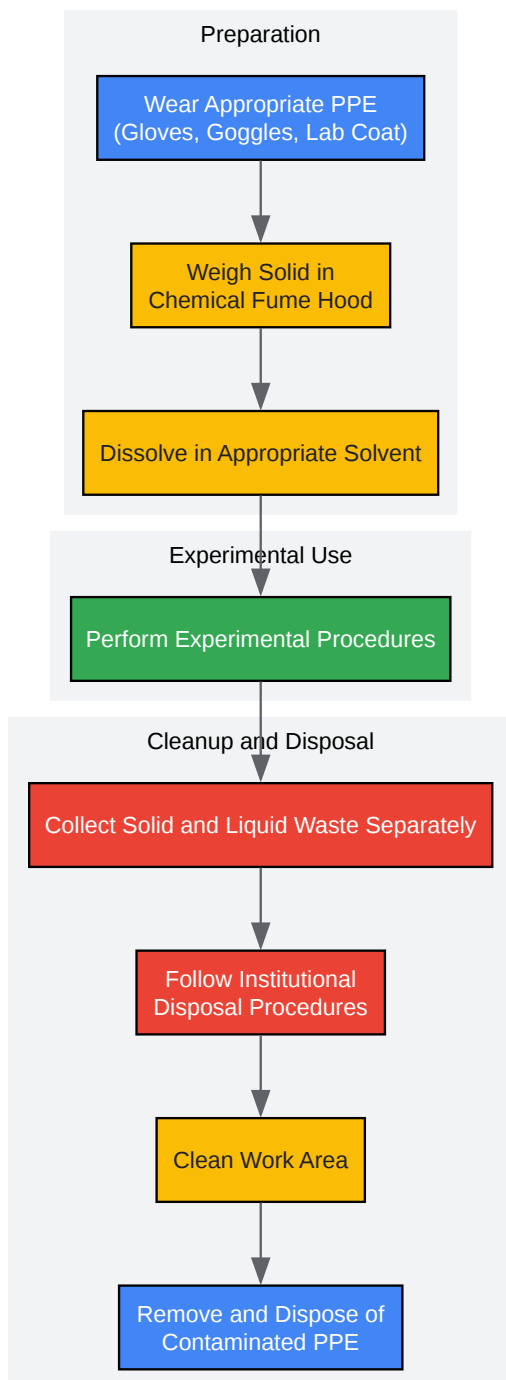 Preparation
Wear Appropriate PPE
(Gloves, Goggles, Lab Coat)
Weigh Solid in
Chemical Fume Hood
Dissolve in Appropriate Solvent
Experimental Use
Perform Experimental Procedures
Cleanup and Disposal
Collect Solid and Liquid Waste Separately
Follow Institutional
Disposal Procedures
Clean Work Area
Remove and Dispose of
Contaminated PPE